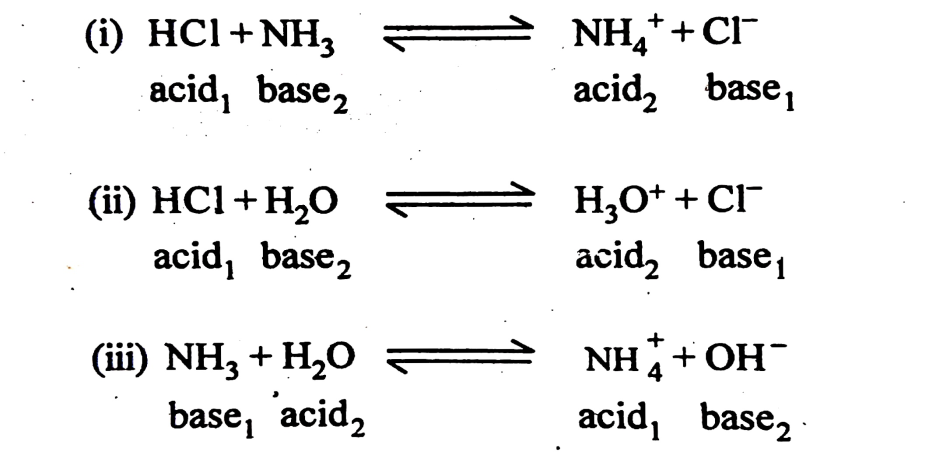 (i) HCl + NH₃ ⇌ NH₄⁺ + Cl⁻
acid₁ base₂ acid₂ base₁
(ii) HCl + H₂O ⇌ H₃O⁺ + Cl⁻
acid₁ base₂ acid₂ base₁
(iii) NH₃ + H₂O ⇌ NH₄⁺ + OH⁻
base₁ acid₂ acid₁ base₂